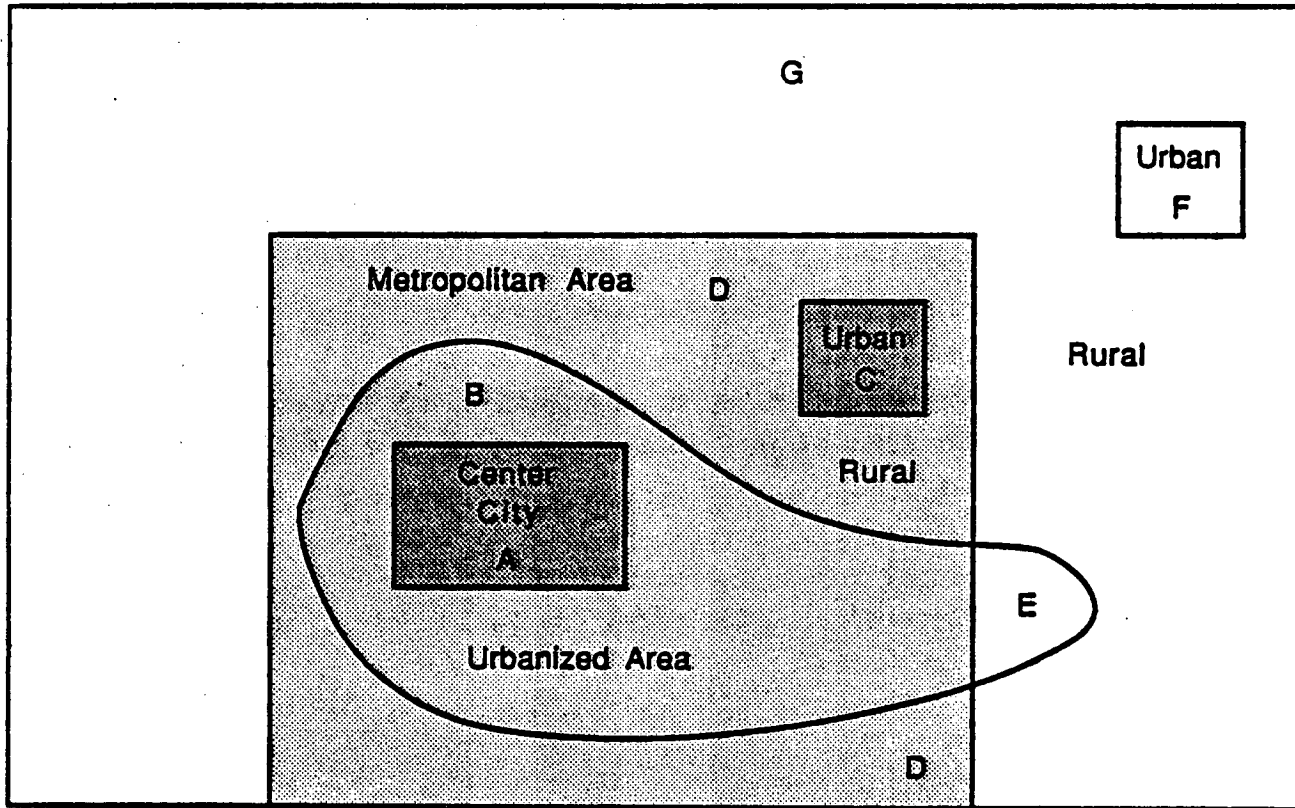 G
Urban
F
Metropolitan Area
D
Urban
C
Rural
B
Rural
Center
City
A
E
Urbanized Area
D